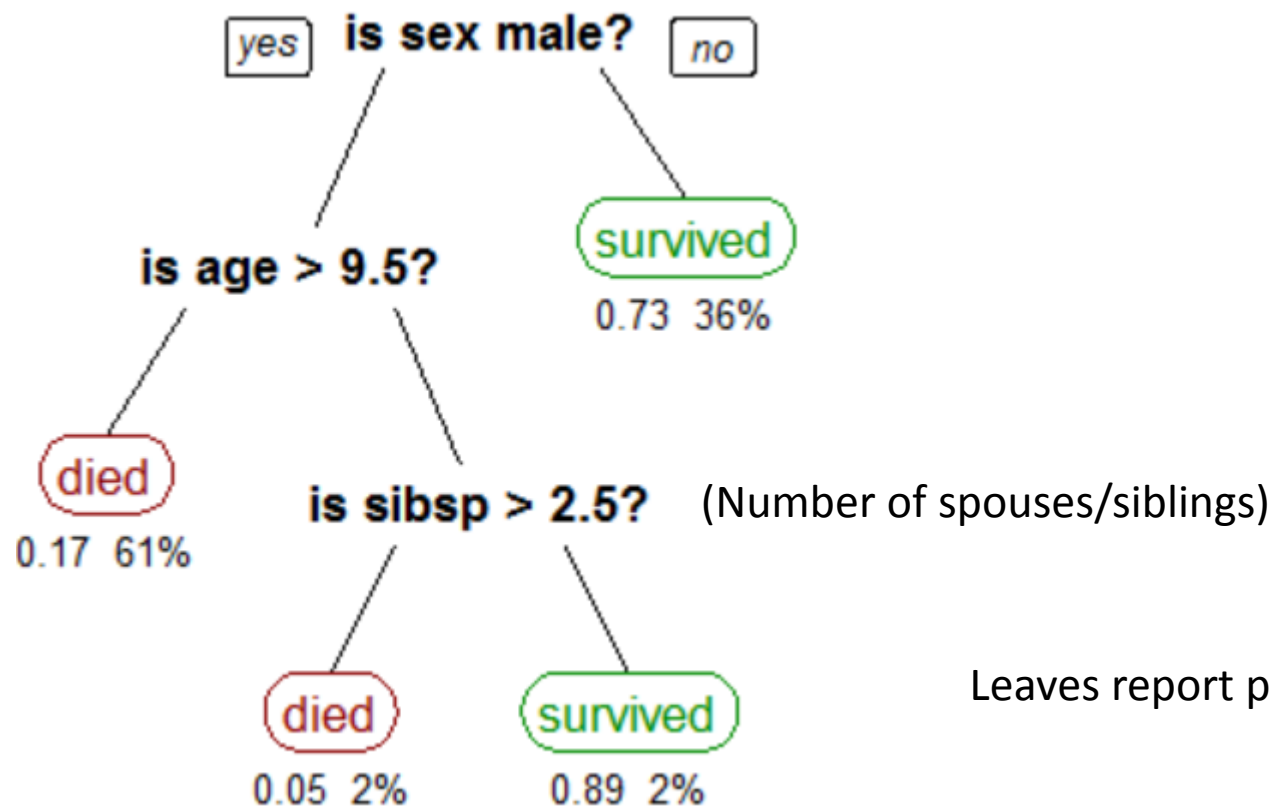 yes is sex male? no
is age > 9.5?
survived
0.73 36%
died
0.17 61%
is sibsp > 2.5? (Number of spouses/siblings)
Leaves report p
died survived
0.05 2% 0.89 2%